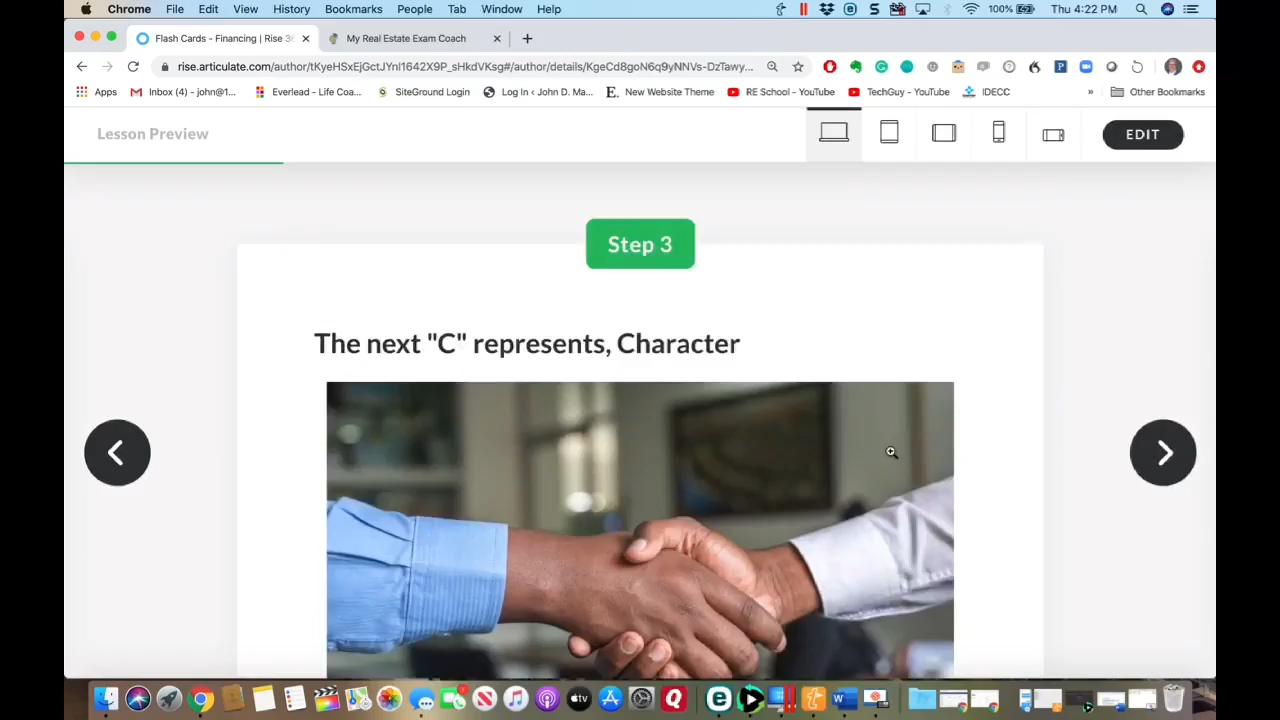 Chrome File Edit View History Bookmarks People Tab Window Help 100% Thu 4:22 PM
Flash Cards - Financing | Rise 36 My Real Estate Exam Coach
rise.articulate.com/author/tKyeHSxEjGctJYnl1642X9P_sHkdVKsg#/author/details/KgeCd8goN6q9yNNVs-DzTawy...
Apps Inbox (4) - john@1... Everlead - Life Coa... SiteGround Login Log In ‹ John D. Ma... New Website Theme RE School - YouTube TechGuy - YouTube IDECC » Other Bookmarks
Lesson Preview EDIT
Step 3
The next "C" represents, Character
tv